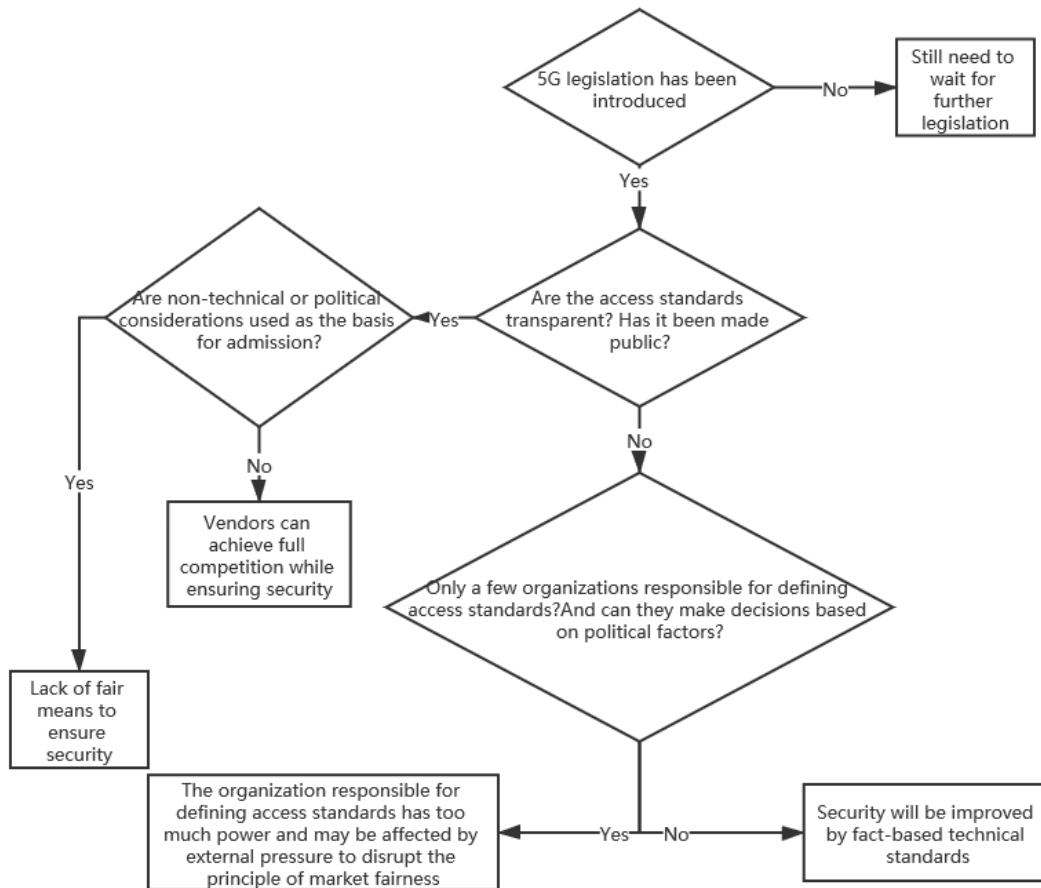 5G legislation has been
introduced
No
Still need to
wait for
further
legislation
Yes
Are the access standards
transparent? Has it been made
public?
Yes
Are non-technical or political
considerations used as the basis
for admission?
No
Yes
No
Vendors can
achieve full
competition while
ensuring security
Only a few organizations responsible for defining
access standards?And can they make decisions based
on political factors?
Lack of fair
means to
ensure
security
The organization responsible for
defining access standards has too
much power and may be affected by
external pressure to disrupt the
principle of market fairness
Yes
No
Security will be improved
by fact-based technical
standards